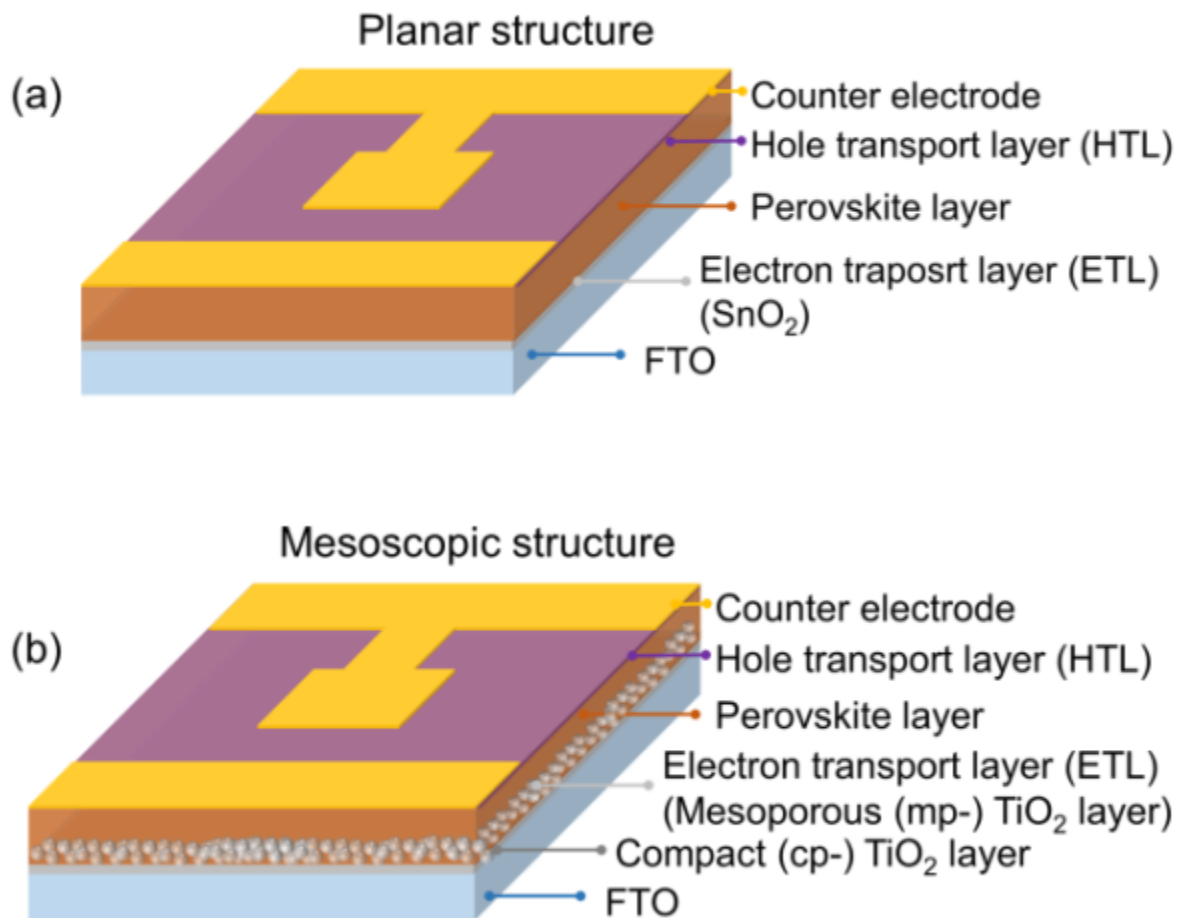 Planar structure
(a)
Counter electrode
Hole transport layer (HTL)
Perovskite layer
Electron traposrt layer (ETL)
(SnO₂)
FTO
Mesoscopic structure
(b)
Counter electrode
Hole transport layer (HTL)
Perovskite layer
Electron transport layer (ETL)
(Mesoporous (mp-) TiO₂ layer)
Compact (cp-) TiO₂ layer
FTO